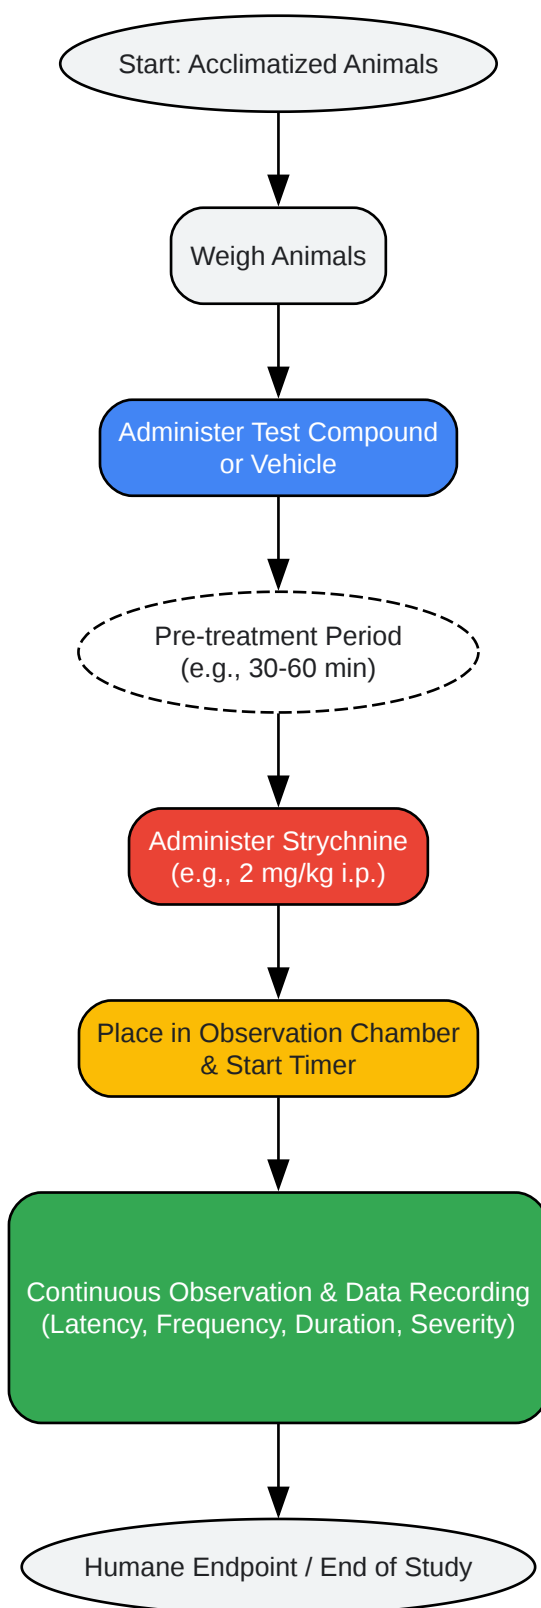 Start: Acclimatized Animals
Weigh Animals
Administer Test Compound
or Vehicle
Pre-treatment Period
(e.g., 30-60 min)
Administer Strychnine
(e.g., 2 mg/kg i.p.)
Place in Observation Chamber
& Start Timer
Continuous Observation & Data Recording
(Latency, Frequency, Duration, Severity)
Humane Endpoint / End of Study